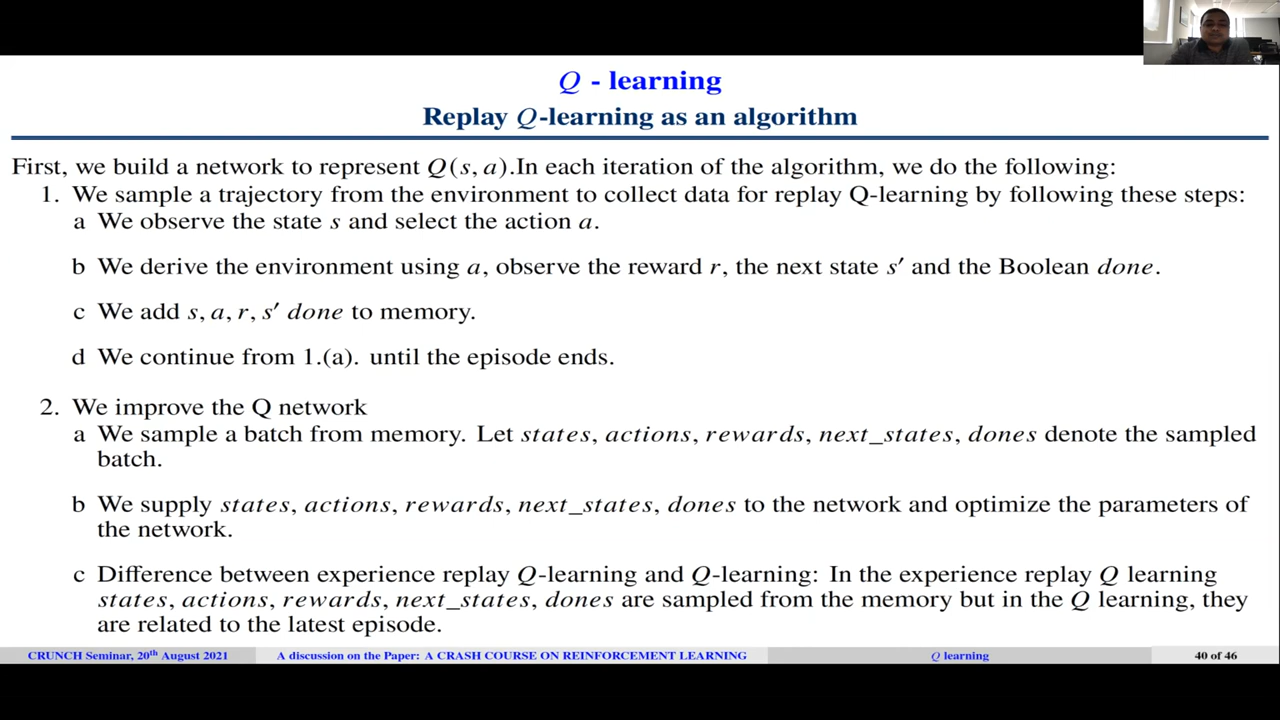 Q - learning
Replay Q-learning as an algorithm
First, we build a network to represent Q(s, a).In each iteration of the algorithm, we do the following:
1. We sample a trajectory from the environment to collect data for replay Q-learning by following these steps:
a We observe the state s and select the action a.
b We derive the environment using a, observe the reward r, the next state s′ and the Boolean done.
c We add s, a, r, s′ done to memory.
d We continue from 1.(a). until the episode ends.
2. We improve the Q network
a We sample a batch from memory. Let states, actions, rewards, next_states, dones denote the sampled
batch.
b We supply states, actions, rewards, next_states, dones to the network and optimize the parameters of
the network.
c Difference between experience replay Q-learning and Q-learning: In the experience replay Q learning
states, actions, rewards, next_states, dones are sampled from the memory but in the Q learning, they
are related to the latest episode.
CRUNCH Seminar, 20th August 2021 A discussion on the Paper: A CRASH COURSE ON REINFORCEMENT LEARNING Q learning 40 of 46